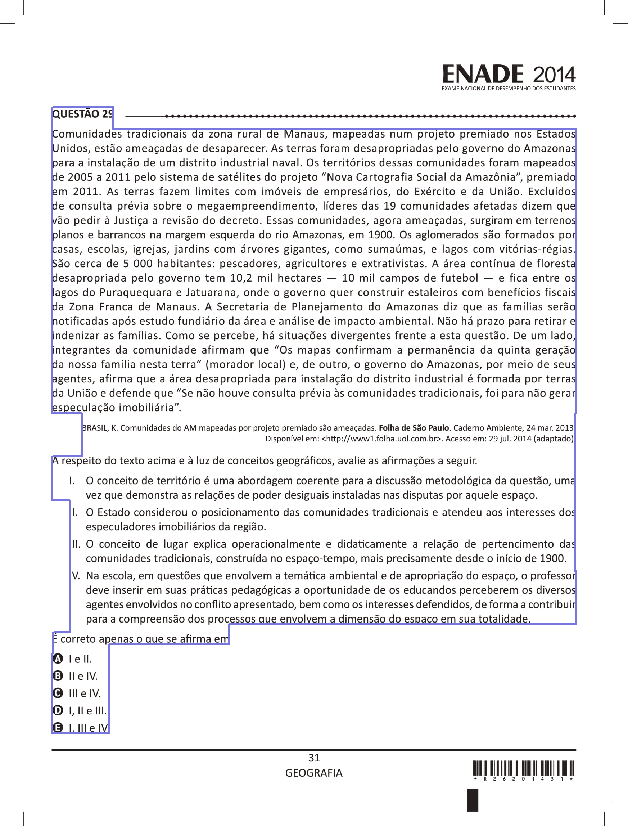 ENADE 2014
EXAME NACIONAL DE DESEMPENHO DOS ESTUDANTES
QUESTÃO 29
Comunidades tradicionais da zona rural de Manaus, mapeadas num projeto premiado nos Estados
Unidos, estão ameaçadas de desaparecer. As terras foram desapropriadas pelo governo do Amazonas
para a instalação de um distrito industrial naval. Os territórios dessas comunidades foram mapeados
de 2005 a 2011 pelo sistema de satélites do projeto “Nova Cartografia Social da Amazônia”, premiado
em 2011. As terras fazem limites com imóveis de empresários, do Exército e da União. Excluídos
de consulta prévia sobre o megaempreendimento, líderes das 19 comunidades afetadas dizem que
vão pedir à Justiça a revisão do decreto. Essas comunidades, agora ameaçadas, surgiram em terrenos
planos e barrancos na margem esquerda do rio Amazonas, em 1900. Os aglomerados são formados por
casas, escolas, igrejas, jardins com árvores gigantes, como sumaúmas, e lagos com vitórias-régias.
São cerca de 5 000 habitantes: pescadores, agricultores e extrativistas. A área contínua de floresta
desapropriada pelo governo tem 10,2 mil hectares — 10 mil campos de futebol — e fica entre os
lagos do Puraquequara e Jatuarana, onde o governo quer construir estaleiros com benefícios fiscais
da Zona Franca de Manaus. A Secretaria de Planejamento do Amazonas diz que as famílias serão
notificadas após estudo fundiário da área e análise de impacto ambiental. Não há prazo para retirar e
indenizar as famílias. Como se percebe, há situações divergentes frente a esta questão. De um lado,
integrantes da comunidade afirmam que “Os mapas confirmam a permanência da quinta geração
da nossa família nesta terra” (morador local) e, de outro, o governo do Amazonas, por meio de seus
agentes, afirma que a área desapropriada para instalação do distrito industrial é formada por terras
da União e defende que “Se não houve consulta prévia às comunidades tradicionais, foi para não gerar
especulação imobiliária”.
BRASIL, K. Comunidades do AM mapeadas por projeto premiado são ameaçadas. Folha de São Paulo. Caderno Ambiente, 24 mar. 2013
Disponível em: <http://www1.folha.uol.com.br>. Acesso em: 29 jul. 2014 (adaptado)
A respeito do texto acima e à luz de conceitos geográficos, avalie as afirmações a seguir.
I. O conceito de território é uma abordagem coerente para a discussão metodológica da questão, uma
vez que demonstra as relações de poder desiguais instaladas nas disputas por aquele espaço.
II. O Estado considerou o posicionamento das comunidades tradicionais e atendeu aos interesses dos
especuladores imobiliários da região.
III. O conceito de lugar explica operacionalmente e didaticamente a relação de pertencimento das
comunidades tradicionais, construída no espaço-tempo, mais precisamente desde o início de 1900.
IV. Na escola, em questões que envolvem a temática ambiental e de apropriação do espaço, o professor
deve inserir em suas práticas pedagógicas a oportunidade de os educandos perceberem os diversos
agentes envolvidos no conflito apresentado, bem como os interesses defendidos, de forma a contribuir
para a compreensão dos processos que envolvem a dimensão do espaço em sua totalidade.
É correto apenas o que se afirma em
A I e II.
B II e IV.
C III e IV.
D I, II e III.
E I, III e IV
31
GEOGRAFIA
*R2620143​1*